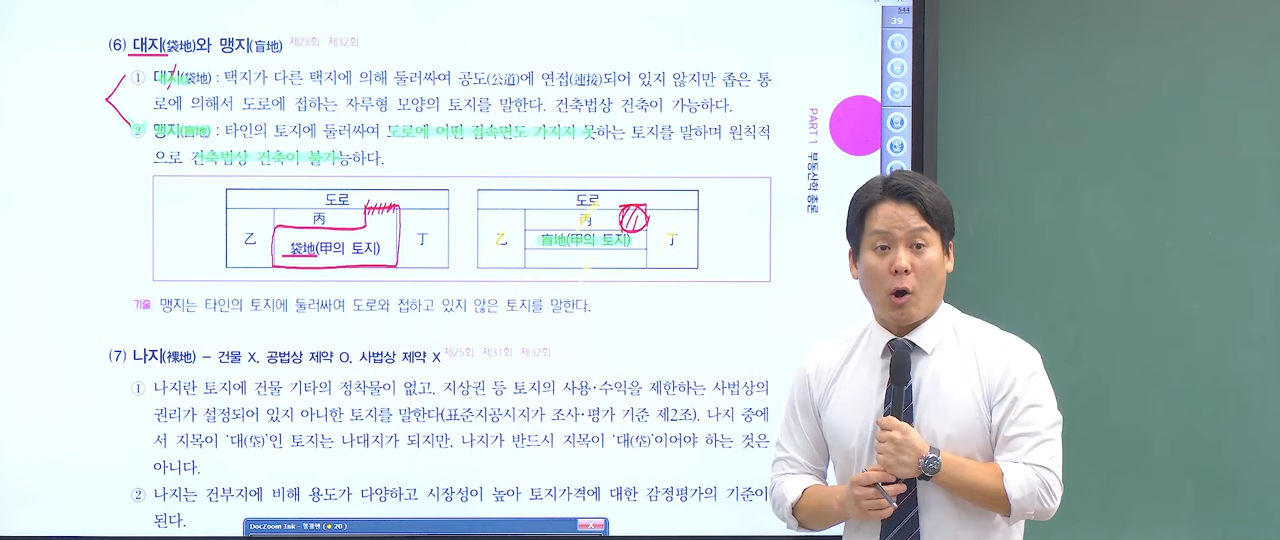 544
39
(6) 대지(袋地)와 맹지(盲地) 제28회 제32회
① 대지(袋地) : 택지가 다른 택지에 의해 둘러싸여 공도(公道)에 연접(連接)되어 있지 않지만 좁은 통
로에 의해서 도로에 접하는 자루형 모양의 토지를 말한다. 건축법상 건축이 가능하다.
② 맹지(盲地) : 타인의 토지에 둘러싸여 도로에 어떤 접속면도 가지지 못하는 토지를 말하며 원칙적
으로 건축법상 건축이 불가능하다.
도로
丙
乙
丁
袋地(甲의 토지)
도로
丙
乙
丁
盲地(甲의 토지)
기출 맹지는 타인의 토지에 둘러싸여 도로와 접하고 있지 않은 토지를 말한다.
(7) 나지(裸地) – 건물 X, 공법상 제약 O, 사법상 제약 X 제25회 제31회 제32회
① 나지란 토지에 건물 기타의 정착물이 없고, 지상권 등 토지의 사용·수익을 제한하는 사법상의
권리가 설정되어 있지 아니한 토지를 말한다(표준지공시지가 조사·평가 기준 제2조). 나지 중에
서 지목이 ‘대(垈)’인 토지는 나대지가 되지만, 나지가 반드시 지목이 ‘대(垈)’이어야 하는 것은
아니다.
② 나지는 건부지에 비해 용도가 다양하고 시장성이 높아 토지가격에 대한 감정평가의 기준이
된다.
PART 1 부동산학 총론
DocZoom Ink - 형광펜 ( 20 )
X